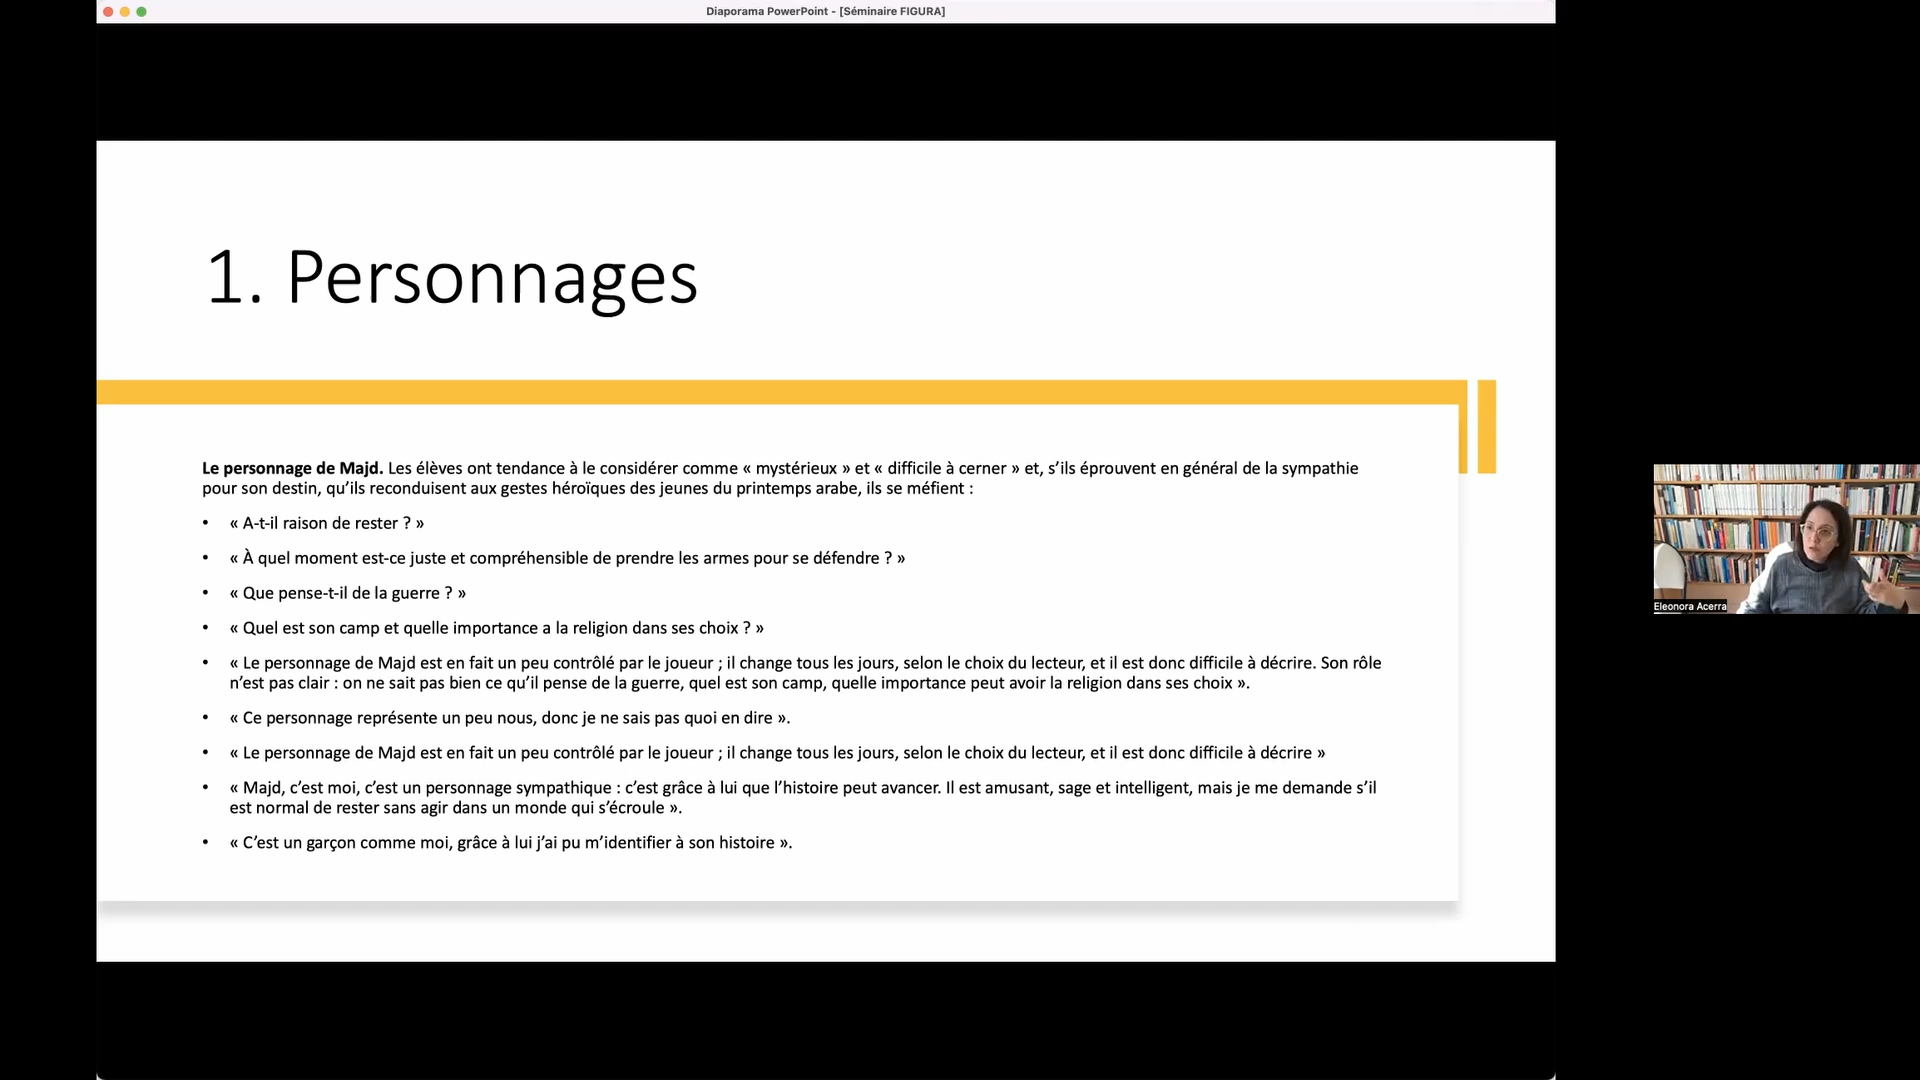 Diaporama PowerPoint - [Séminaire FIGURA]
1. Personnages
Le personnage de Majd. Les élèves ont tendance à le considérer comme « mystérieux » et « difficile à cerner » et, s’ils éprouvent en général de la sympathie
pour son destin, qu’ils reconduisent aux gestes héroïques des jeunes du printemps arabe, ils se méfient :
• « A-t-il raison de rester ? »
• « À quel moment est-ce juste et compréhensible de prendre les armes pour se défendre ? »
• « Que pense-t-il de la guerre ? »
• « Quel est son camp et quelle importance a la religion dans ses choix ? »
• « Le personnage de Majd est en fait un peu contrôlé par le joueur ; il change tous les jours, selon le choix du lecteur, et il est donc difficile à décrire. Son rôle
n’est pas clair : on ne sait pas bien ce qu’il pense de la guerre, quel est son camp, quelle importance peut avoir la religion dans ses choix ».
• « Ce personnage représente un peu nous, donc je ne sais pas quoi en dire ».
• « Le personnage de Majd est en fait un peu contrôlé par le joueur ; il change tous les jours, selon le choix du lecteur, et il est donc difficile à décrire »
• « Majd, c’est moi, c’est un personnage sympathique : c’est grâce à lui que l’histoire peut avancer. Il est amusant, sage et intelligent, mais je me demande s’il
est normal de rester sans agir dans un monde qui s’écroule ».
• « C’est un garçon comme moi, grâce à lui j’ai pu m’identifier à son histoire ».
Eleonora Acerra